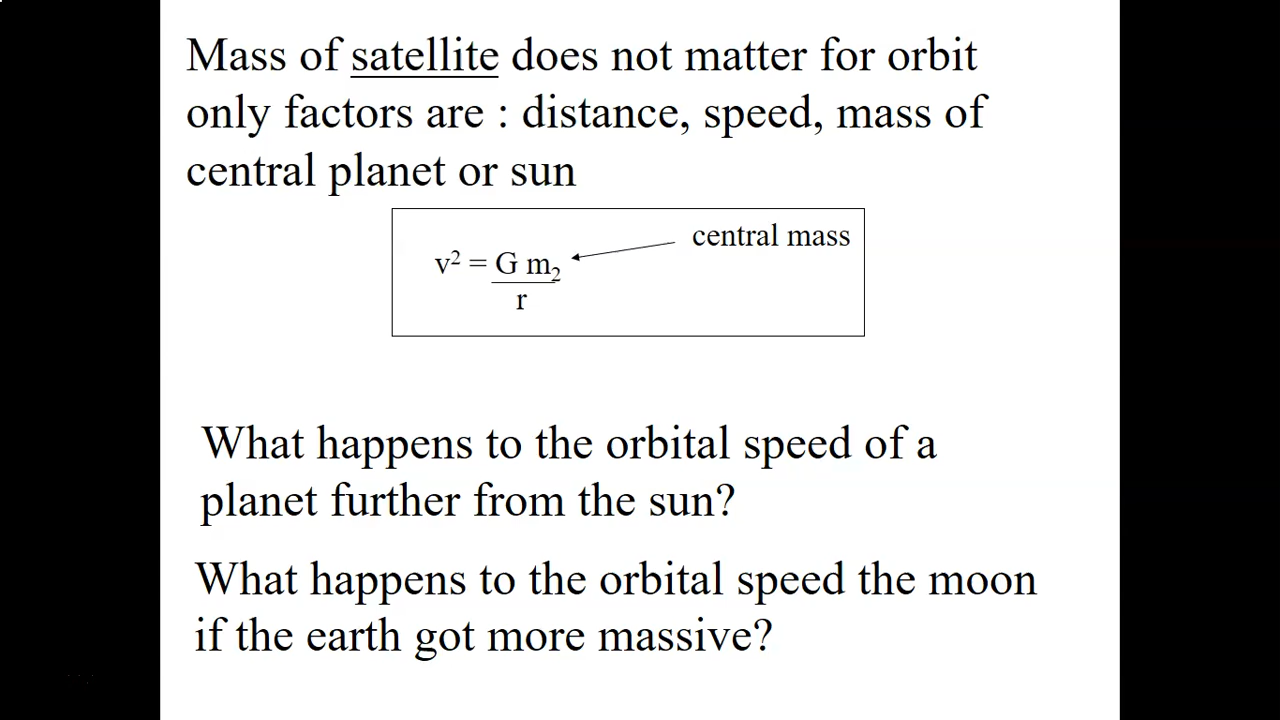 Mass of satellite does not matter for orbit
only factors are : distance, speed, mass of
central planet or sun
central mass
v² = G m₂
r
What happens to the orbital speed of a
planet further from the sun?
What happens to the orbital speed the moon
if the earth got more massive?